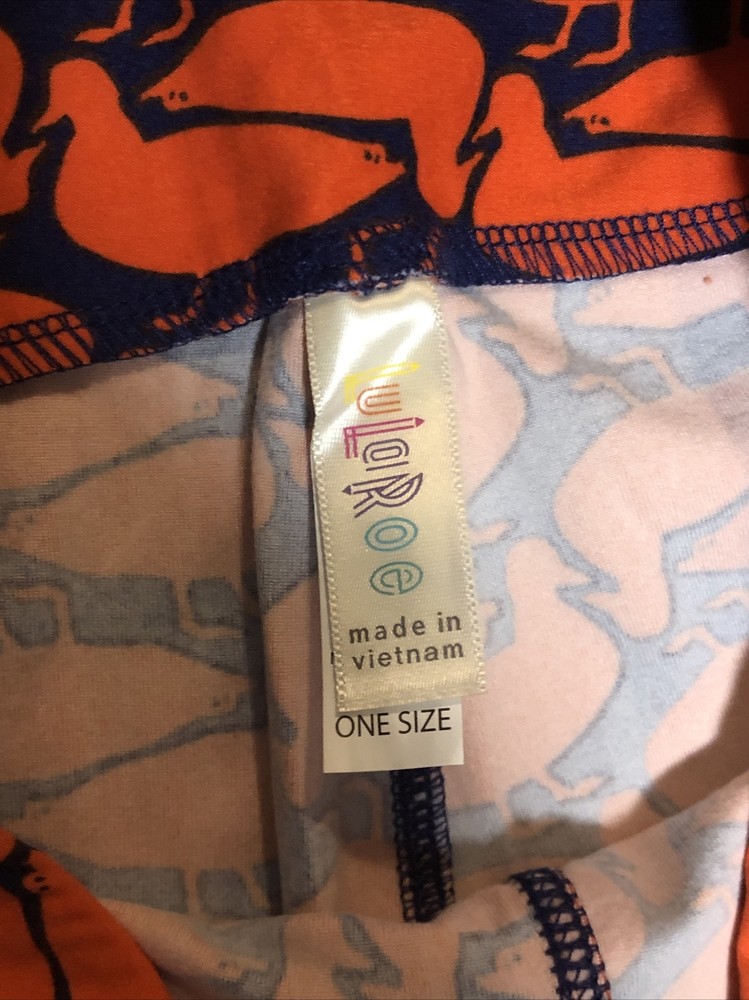 LuLaRoe
made in
vietnam
ONE SIZE